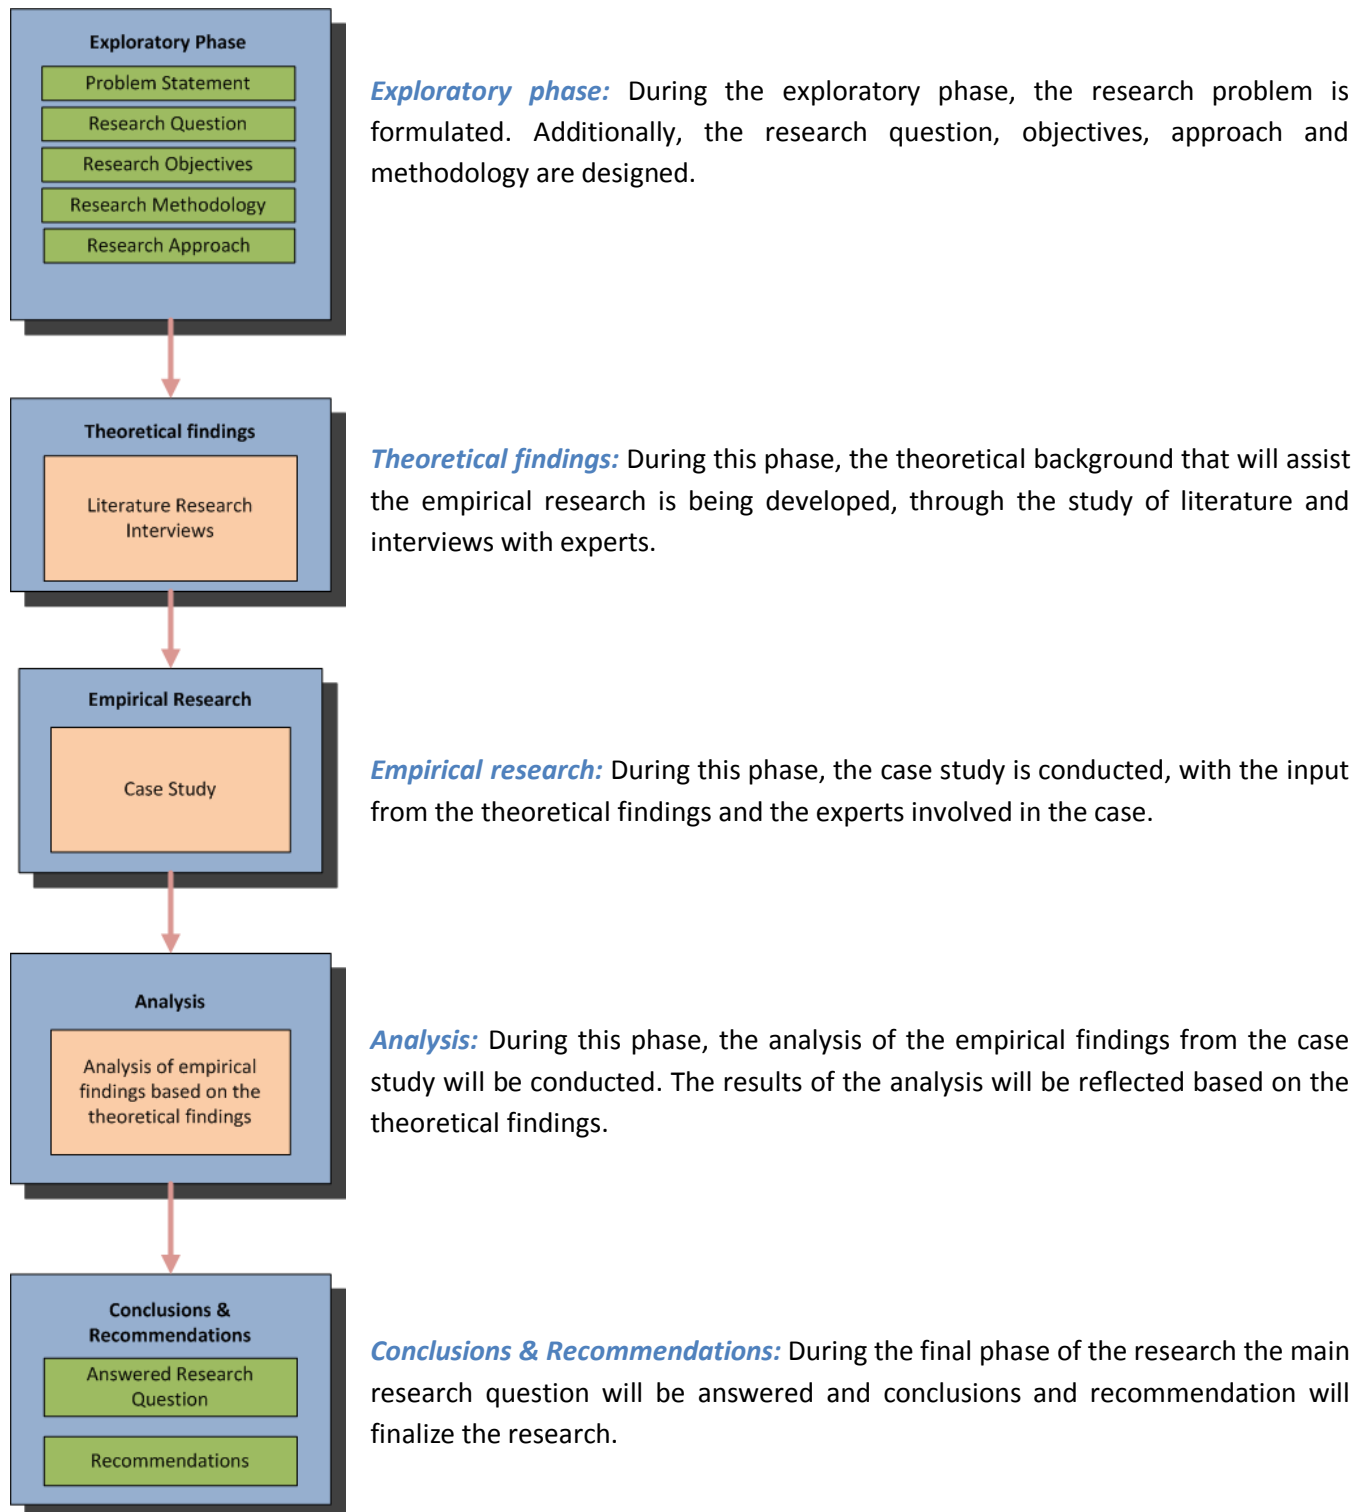 Exploratory Phase
Problem Statement
Research Question
Research Objectives
Research Methodology
Research Approach
Exploratory phase: During the exploratory phase, the research problem is
formulated. Additionally, the research question, objectives, approach and
methodology are designed.
Theoretical findings
Literature Research
Interviews
Theoretical findings: During this phase, the theoretical background that will assist
the empirical research is being developed, through the study of literature and
interviews with experts.
Empirical Research
Case Study
Empirical research: During this phase, the case study is conducted, with the input
from the theoretical findings and the experts involved in the case.
Analysis
Analysis of empirical
findings based on the
theoretical findings
Analysis: During this phase, the analysis of the empirical findings from the case
study will be conducted. The results of the analysis will be reflected based on the
theoretical findings.
Conclusions &
Recommendations
Answered Research
Question
Recommendations
Conclusions & Recommendations: During the final phase of the research the main
research question will be answered and conclusions and recommendation will
finalize the research.